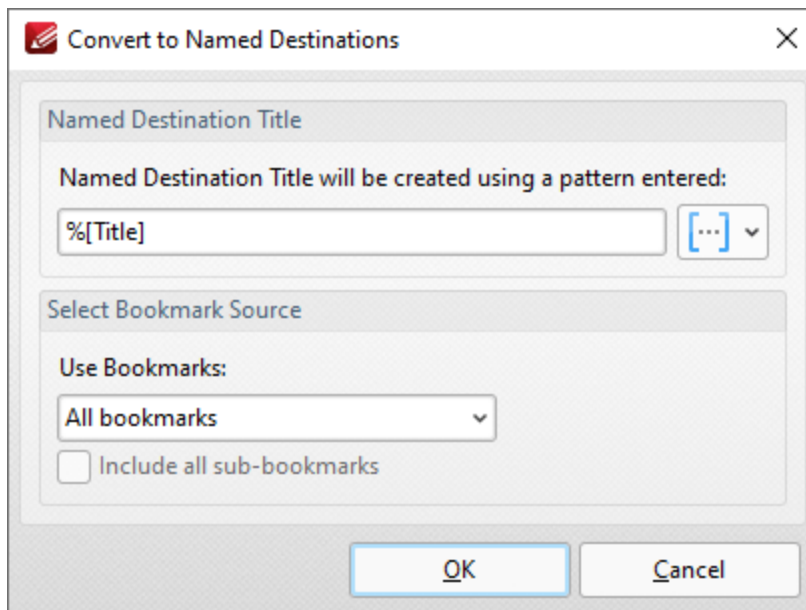 Convert to Named Destinations
Named Destination Title
Named Destination Title will be created using a pattern entered:
%[Title]
Select Bookmark Source
Use Bookmarks:
All bookmarks
Include all sub-bookmarks
OK
Cancel